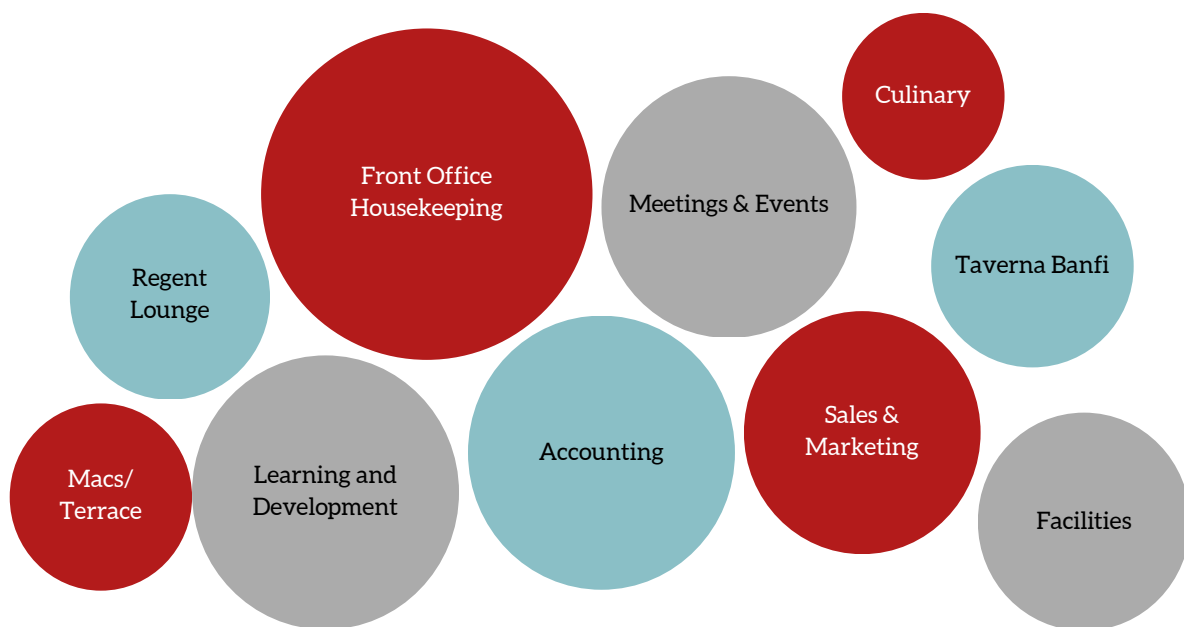 Culinary
Front Office
Housekeeping
Meetings & Events
Taverna Banfi
Regent
Lounge
Sales &
Marketing
Accounting
Learning and
Development
Macs/
Terrace
Facilities